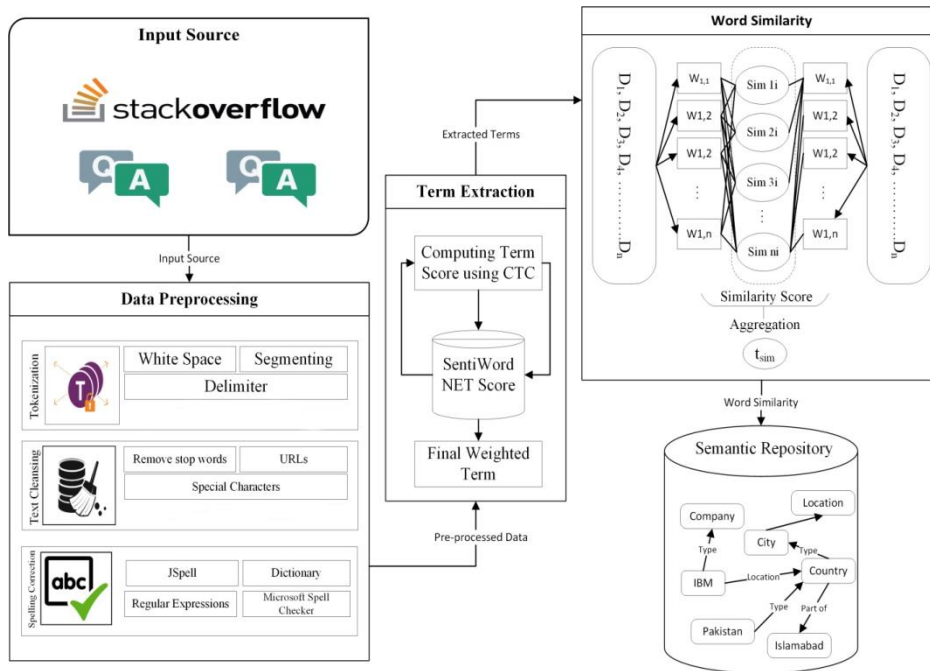 Input Source
stackoverflow
Q A
Q A
Input Source
Data Preprocessing
Tokenization
T
White Space
Segmenting
Delimiter
Text Cleansing
Remove stop words
URLs
Special Characters
Spelling Correction
abc
JSpell
Dictionary
Regular Expressions
Microsoft Spell
Checker
Pre-processed Data
Term Extraction
Computing Term
Score using CTC
SentiWord
NET Score
Final Weighted
Term
Extracted Terms
Word Similarity
D1, D2, D3, D4, ............Dn
W1,1
W1,2
W1,2
...
W1,n
Sim 1i
Sim 2i
Sim 3i
...
Sim ni
W1,1
W1,2
W1,2
...
W1,n
D1, D2, D3, D4, ............Dn
Similarity Score
Aggregation
tsim
Word Similarity
Semantic Repository
Company
Location
City
Type
Type
IBM
Location
Country
Type
Part of
Pakistan
Islamabad